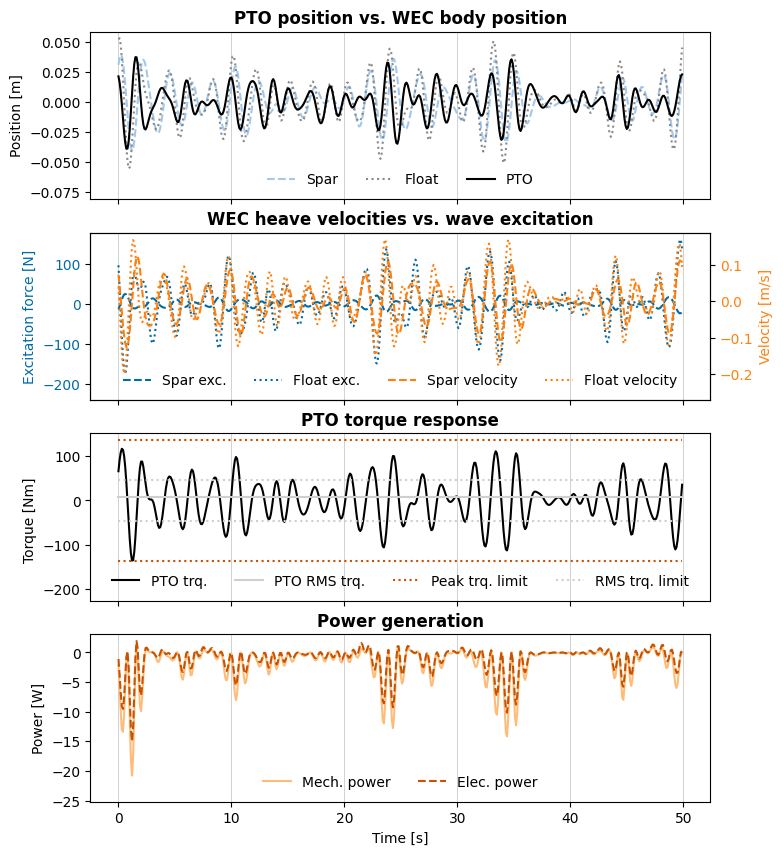 PTO position vs. WEC body position
Position [m]
0.050
0.025
0.000
−0.025
−0.050
−0.075
Spar Float PTO
WEC heave velocities vs. wave excitation
Excitation force [N]
100
0
−100
−200
0.1
0.0
−0.1
−0.2
Velocity [m/s]
Spar exc. Float exc. Spar velocity Float velocity
PTO torque response
Torque [Nm]
100
0
−100
−200
PTO trq. PTO RMS trq. Peak trq. limit RMS trq. limit
Power generation
Power [W]
0
−5
−10
−15
−20
−25
Mech. power Elec. power
0 10 20 30 40 50
Time [s]